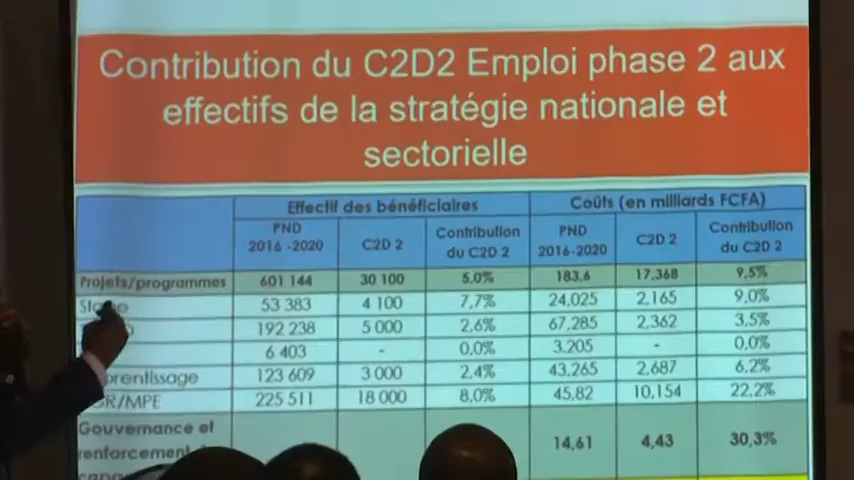 Contribution du C2D2 Emploi phase 2 aux
effectifs de la stratégie nationale et
sectorielle
Effectif des bénéficiaires Coûts (en milliards FCFA)
PND 2016 -2020 C2D 2 Contribution du C2D 2 PND 2016-2020 C2D 2 Contribution du C2D 2
Projets/programmes 601 144 30 100 5,0% 183,6 17,368 9,5%
53 383 4 100 7,7% 24,025 2,165 9,0%
192 238 5 000 2,6% 67,285 2,362 3,5%
6 403 - 0,0% 3,205 - 0,0%
prentissage 123 609 3 000 2,4% 43,265 2,687 6,2%
/MPE 225 511 18 000 8,0% 45,82 10,154 22,2%
Gouvernance et
renforcement 14,61 4,43 30,3%